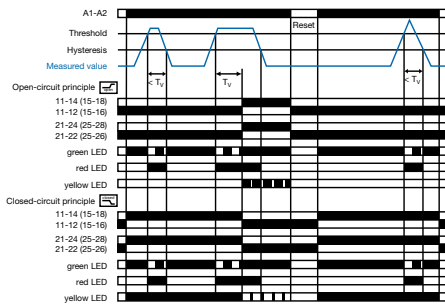 A1-A2
Reset
Threshold
Hysteresis
Measured value
< Tv
Tv
< Tv
Open-circuit principle
11-14 (15-18)
11-12 (15-16)
21-24 (25-28)
21-22 (25-26)
green LED
red LED
yellow LED
Closed-circuit principle
11-14 (15-18)
11-12 (15-16)
21-24 (25-28)
21-22 (25-26)
green LED
red LED
yellow LED